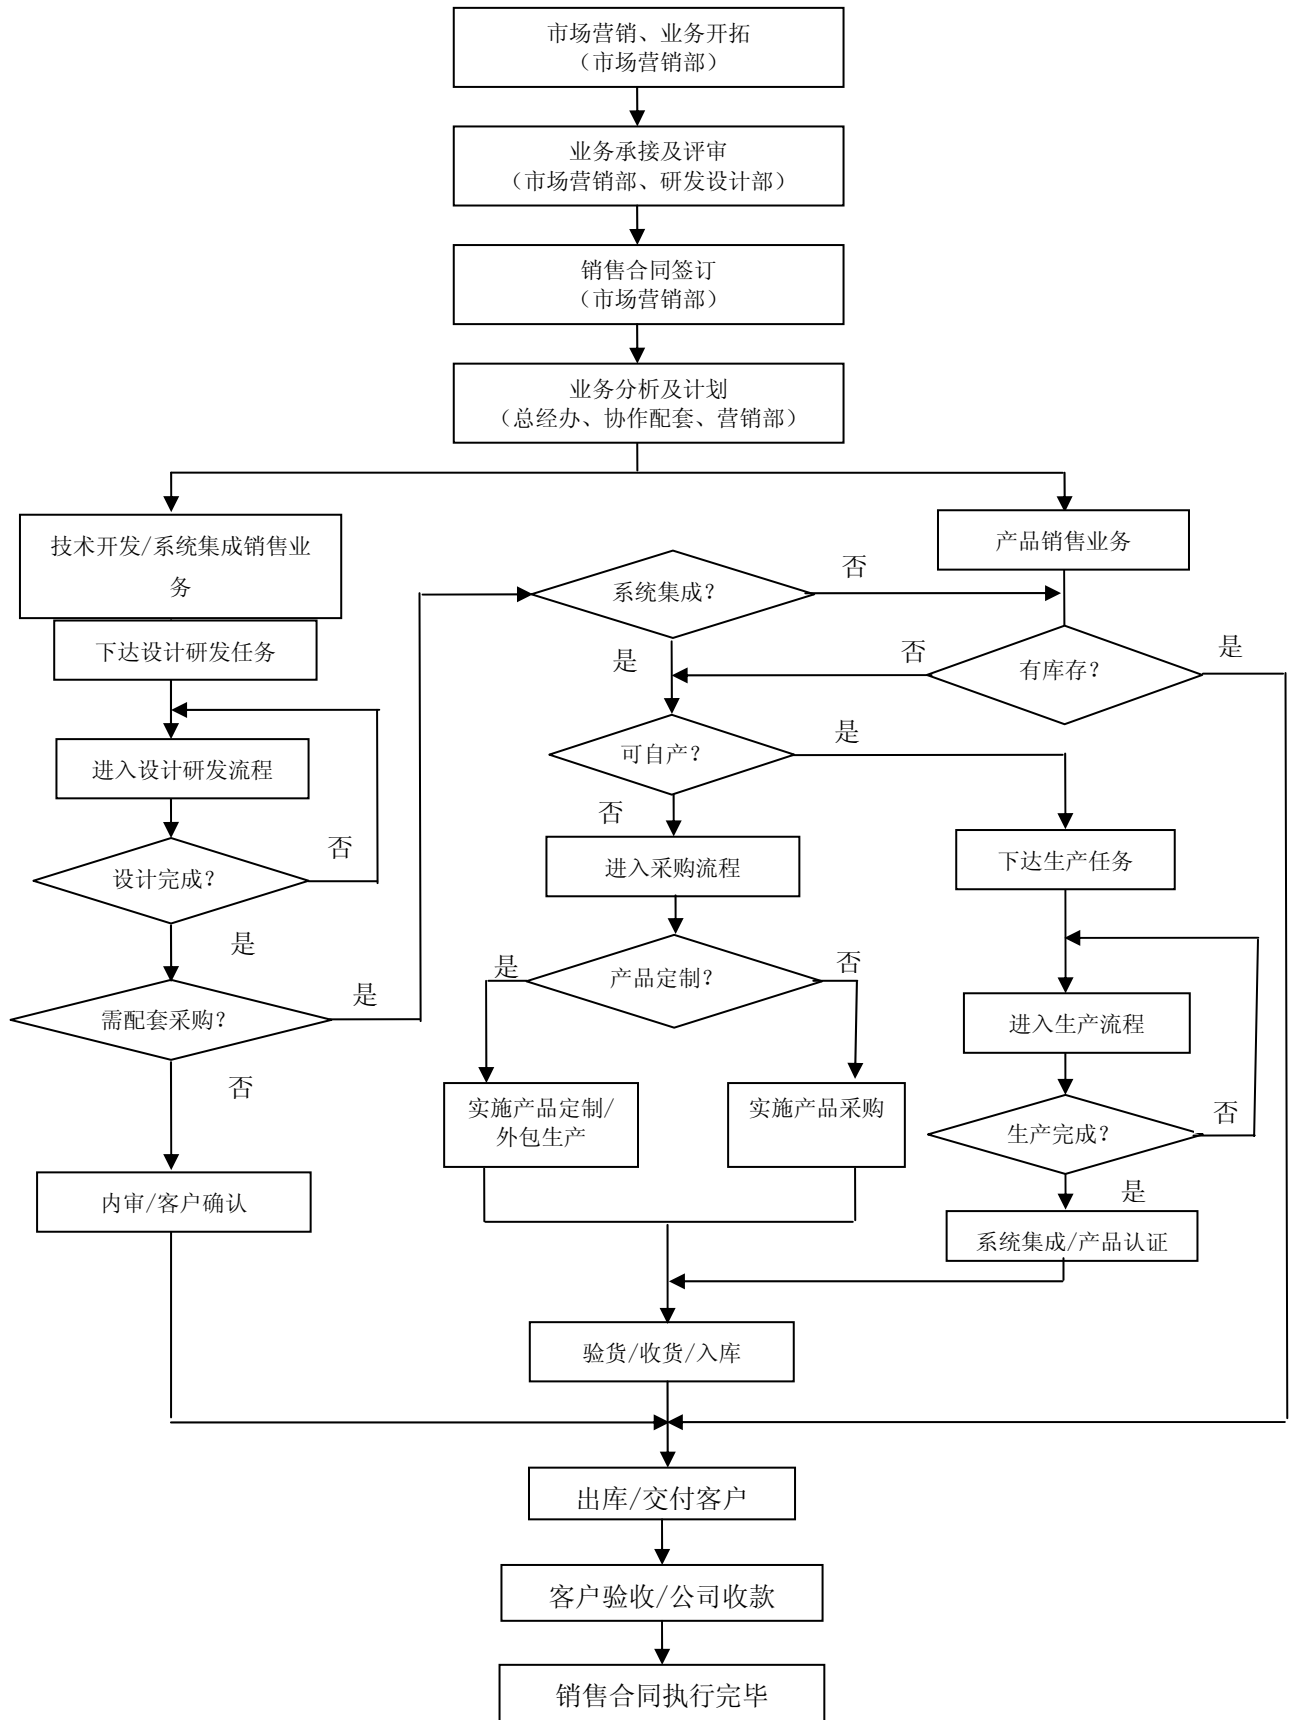 市场营销、业务开拓
（市场营销部）
业务承接及评审
（市场营销部、研发设计部）
销售合同签订
（市场营销部）
业务分析及计划
（总经办、协作配套、营销部）
技术开发/系统集成销售业
务
产品销售业务
系统集成？
否
下达设计研发任务
是
否
有库存？
是
进入设计研发流程
可自产？
是
否
设计完成？
否
进入采购流程
下达生产任务
是
是
产品定制？
否
需配套采购？
是
进入生产流程
否
实施产品定制/
外包生产
实施产品采购
生产完成？
否
是
内审/客户确认
系统集成/产品认证
验货/收货/入库
出库/交付客户
客户验收/公司收款
销售合同执行完毕